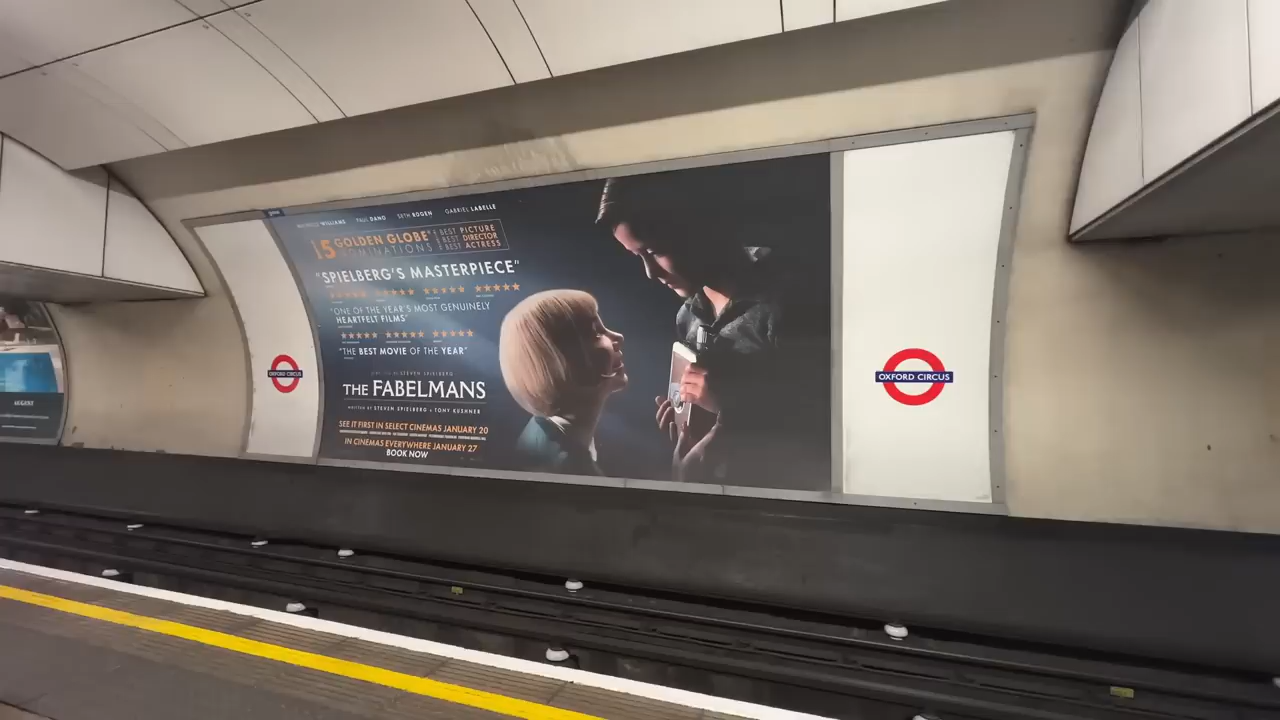 WILLIAMS PAUL DANO SETH ROGEN GABRIEL LABELLE
15 GOLDEN GLOBE® NOMINATIONS
BEST PICTURE
BEST DIRECTOR
BEST ACTRESS
"SPIELBERG'S MASTERPIECE"
"ONE OF THE YEAR'S MOST GENUINELY
HEARTFELT FILMS"
"THE BEST MOVIE OF THE YEAR"
THE FABELMANS
WRITTEN BY STEVEN SPIELBERG & TONY KUSHNER
SEE IT FIRST IN SELECT CINEMAS JANUARY 20
IN CINEMAS EVERYWHERE JANUARY 27
BOOK NOW
OXFORD CIRCUS
OXFORD CIRCUS